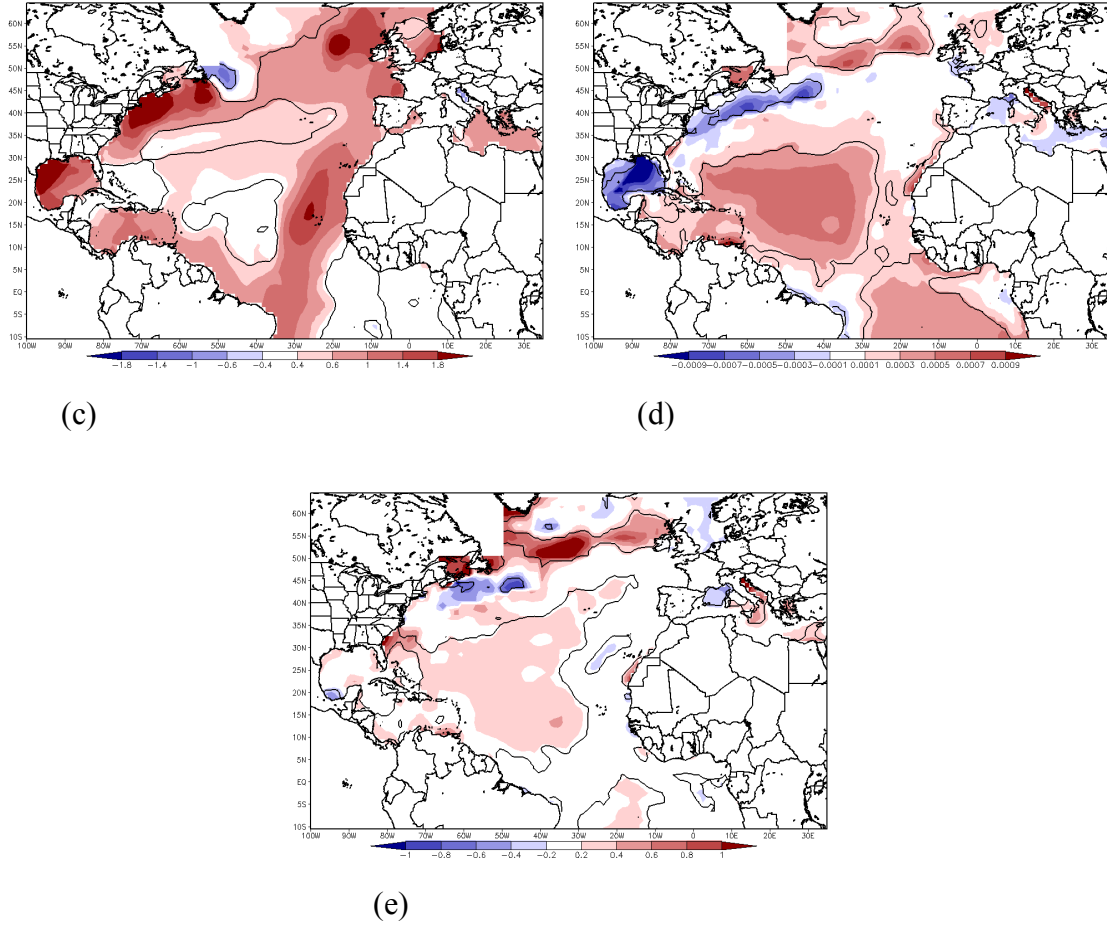 60N
55N
50N
45N
40N
35N
30N
25N
20N
15N
10N
5N
EQ
5S
10S
100W 90W 80W 70W 60W 50W 40W 30W 20W 10W 0 10E 20E 30E
-1.8 -1.4 -1 -0.6 -0.4 0.4 0.6 1 1.4 1.8
(c)
60N
55N
50N
45N
40N
35N
30N
25N
20N
15N
10N
5N
EQ
5S
10S
100W 90W 80W 70W 60W 50W 40W 30W 20W 10W 0 10E 20E 30E
-0.0009 -0.0007 -0.0005 -0.0003 -0.0001 0.0001 0.0003 0.0005 0.0007 0.0009
(d)
60N
55N
50N
45N
40N
35N
30N
25N
20N
15N
10N
5N
EQ
5S
10S
100W 90W 80W 70W 60W 50W 40W 30W 20W 10W 0 10E 20E 30E
-1 -0.8 -0.6 -0.4 -0.2 0.2 0.4 0.6 0.8 1
(e)